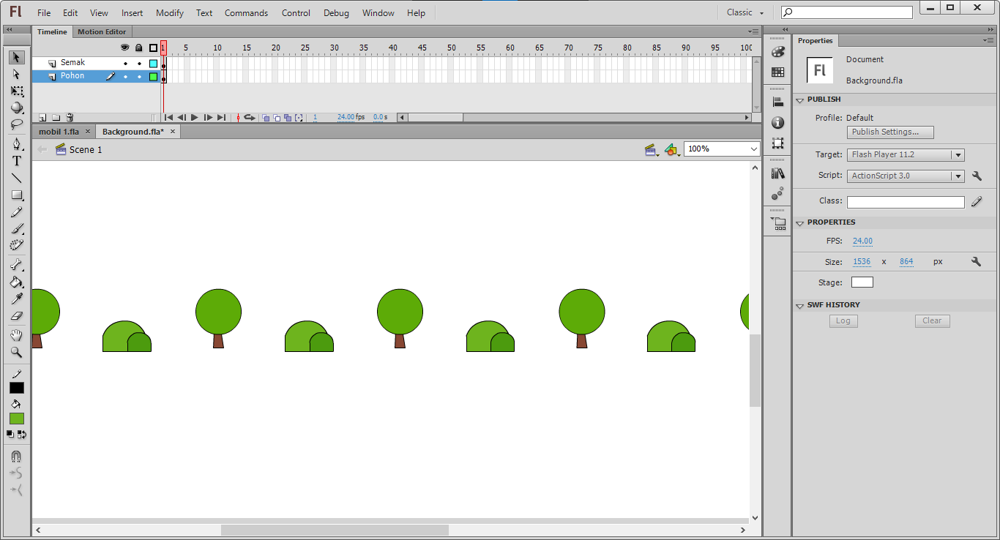 Fl File Edit View Insert Modify Text Commands Control Debug Window Help Classic
Timeline Motion Editor
1 5 10 15 20 25 30 35 40 45 50 55 60 65 70 75 80 85 90 95 100
Semak
Pohon
1 24.00 fps 0.0 s
mobil 1.fla × Background.fla* ×
Scene 1 100%
T
Properties
Fl
Document
Background.fla
PUBLISH
Profile: Default
Publish Settings...
Target: Flash Player 11.2
Script: ActionScript 3.0
Class:
PROPERTIES
FPS: 24.00
Size: 1536 x 864 px
Stage:
SWF HISTORY
Log Clear